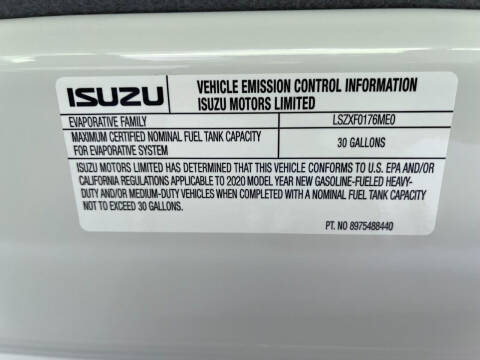 ISUZU
VEHICLE EMISSION CONTROL INFORMATION
ISUZU MOTORS LIMITED
EVAPORATIVE FAMILY LSZXF0176ME0
MAXIMUM CERTIFIED NOMINAL FUEL TANK CAPACITY
FOR EVAPORATIVE SYSTEM 30 GALLONS
ISUZU MOTORS LIMITED HAS DETERMINED THAT THIS VEHICLE CONFORMS TO U.S. EPA AND/OR
CALIFORNIA REGULATIONS APPLICABLE TO 2020 MODEL YEAR NEW GASOLINE-FUELED HEAVY-
DUTY AND/OR MEDIUM-DUTY VEHICLES WHEN COMPLETED WITH A NOMINAL FUEL TANK CAPACITY
NOT TO EXCEED 30 GALLONS.
PT. NO 8975488440